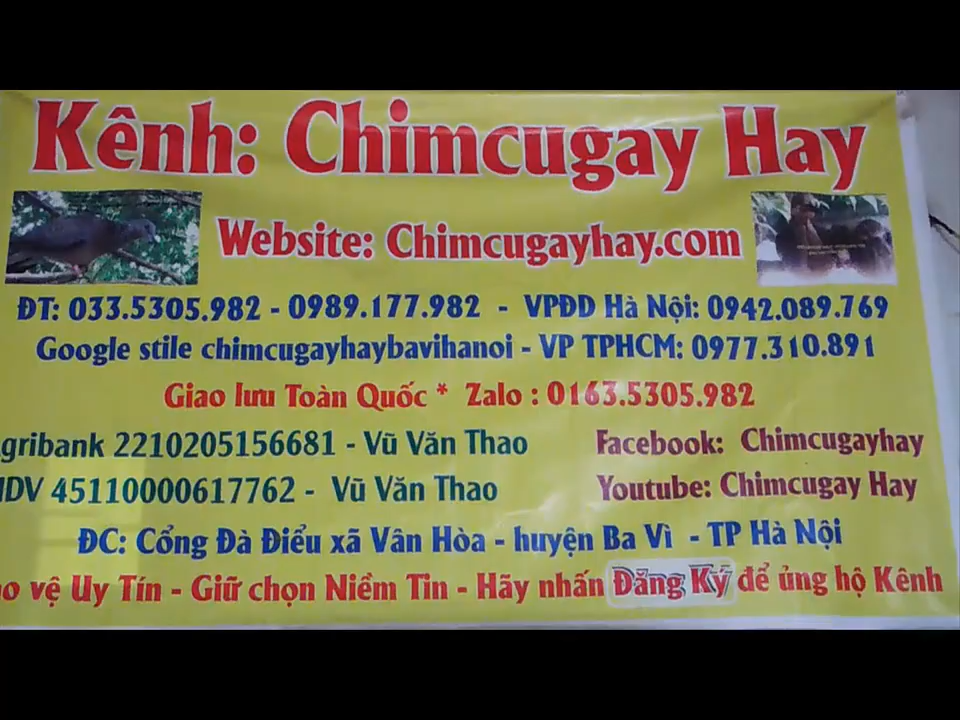 Kênh: Chimcugay Hay
Website: Chimcugayhay.com
ĐT: 033.5305.982 - 0989.177.982 - VPĐD Hà Nội: 0942.089.769
Google stile chimcugayhaybavihanoi - VP TPHCM: 0977.310.891
Giao lưu Toàn Quốc * Zalo : 0163.5305.982
gribank 2210205156681 - Vũ Văn Thao Facebook: Chimcugayhay
IDV 45110000617762 - Vũ Văn Thao Youtube: Chimcugay Hay
ĐC: Cổng Đà Điểu xã Vân Hòa - huyện Ba Vì - TP Hà Nội
o vệ Uy Tín - Giữ chọn Niềm Tin - Hãy nhấn Đăng Ký để ủng hộ Kênh